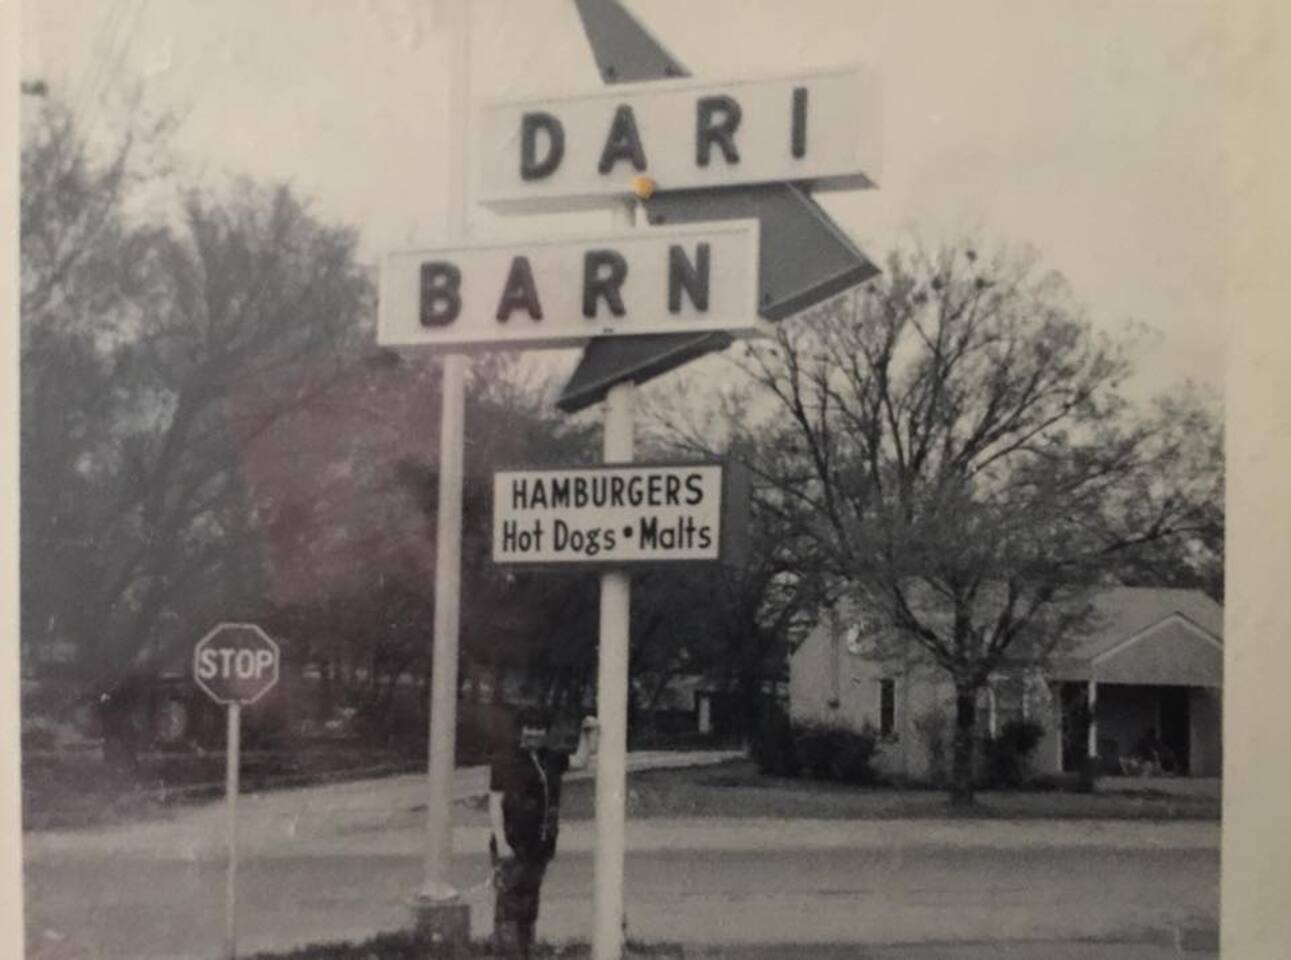 DARI
BARN
HAMBURGERS
Hot Dogs • Malts
STOP